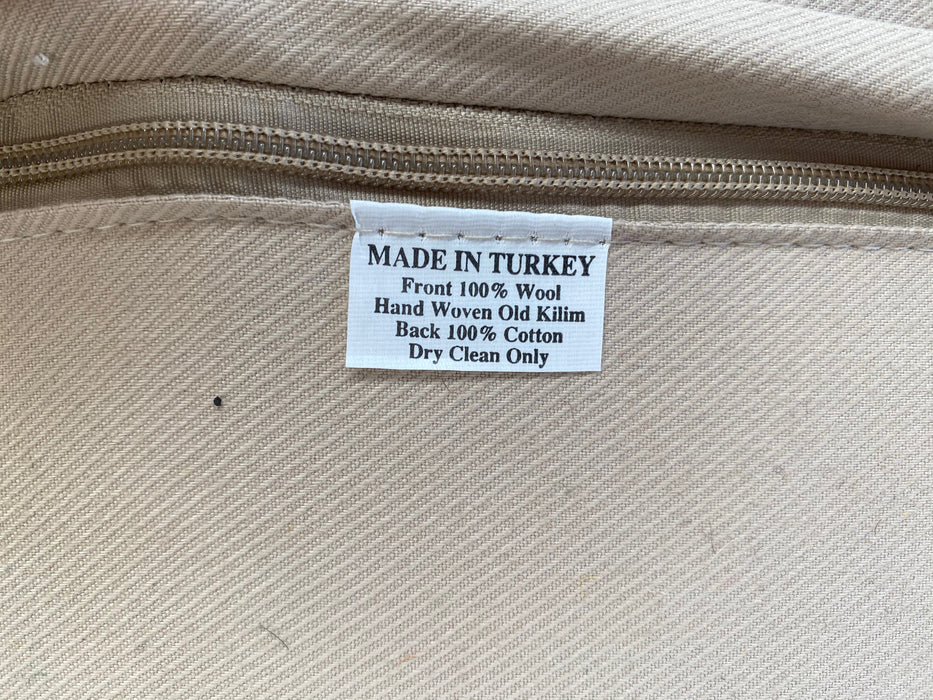 MADE IN TURKEY
Front 100% Wool
Hand Woven Old Kilim
Back 100% Cotton
Dry Clean Only